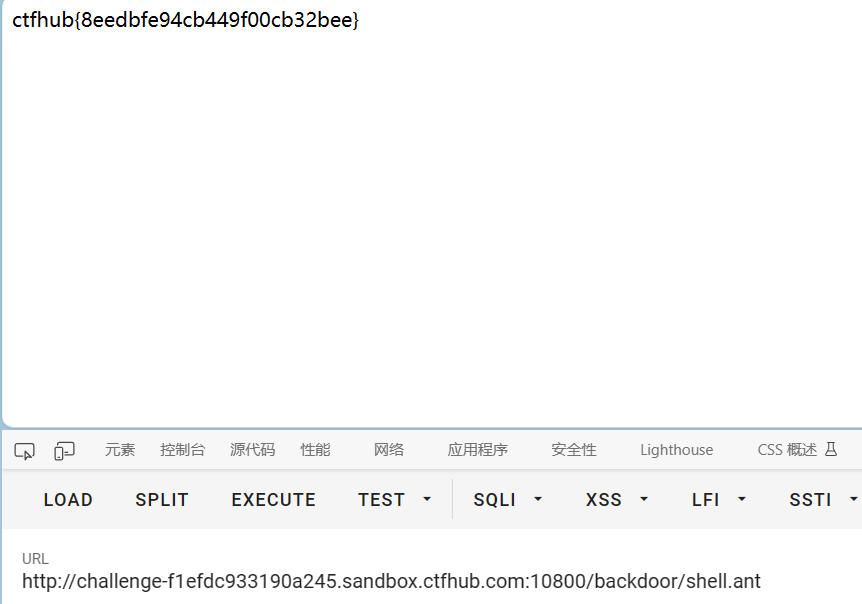 ctfhub{8eedbfe94cb449f00cb32bee}
元素 控制台 源代码 性能 网络 应用程序 安全性 Lighthouse CSS 概述
LOAD SPLIT EXECUTE TEST SQLI XSS LFI SSTI
URL
http://challenge-f1efdc933190a245.sandbox.ctfhub.com:10800/backdoor/shell.ant